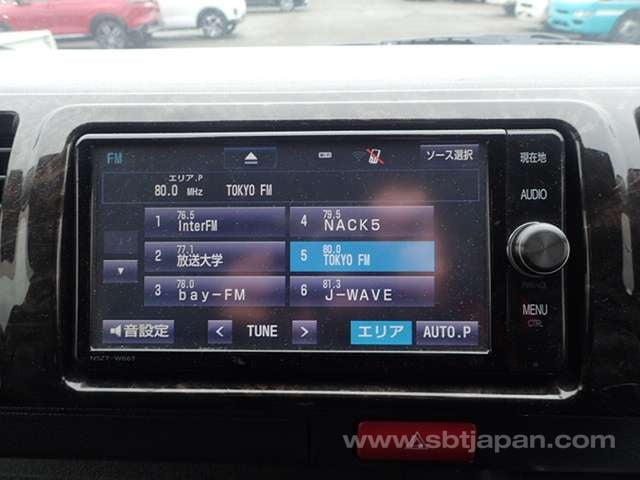 FM
ソース選択
エリア.P
80.0 MHz TOKYO FM
1 76.5 InterFM
4 79.5 NACK5
2 77.1 放送大学
5 80.0 TOKYO FM
3 78.0 bay-FM
6 81.3 J-WAVE
音設定
< TUNE >
エリア
AUTO.P
現在地
AUDIO
MENU
CTRL
NSZT-W66T
www.sbtjapan.com